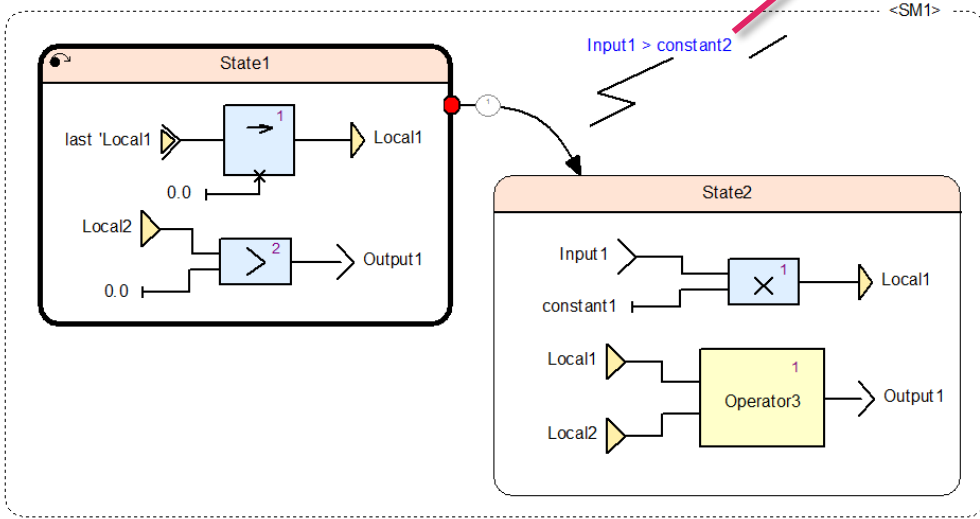 <SM1>
Input1 > constant2
State1
1
last 'Local1
Local1
0.0
Local2
2
Output1
0.0
1
State2
Input1
1
Local1
constant1
Local1
1
Operator3
Output1
Local2